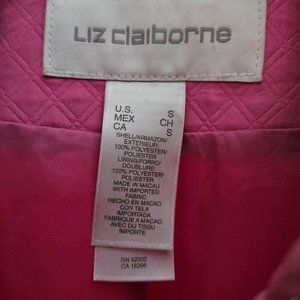 Liz claiborne
U.S. S
MEX CH
CA S
SHELL/ARMAZON:
EXTERIEUR:
100% POLYESTER/
POLIESTER
LINING/FORRO/
DOUBLURE:
100% POLYESTER/
POLIESTER
MADE IN MACAU
WITH IMPORTED
FABRIC
HECHO EN MACAO
CON TELA
IMPORTADA
FABRIQUE A MACAO
AVEC DU TISSU
IMPORTE
RN 62002
CA 16396